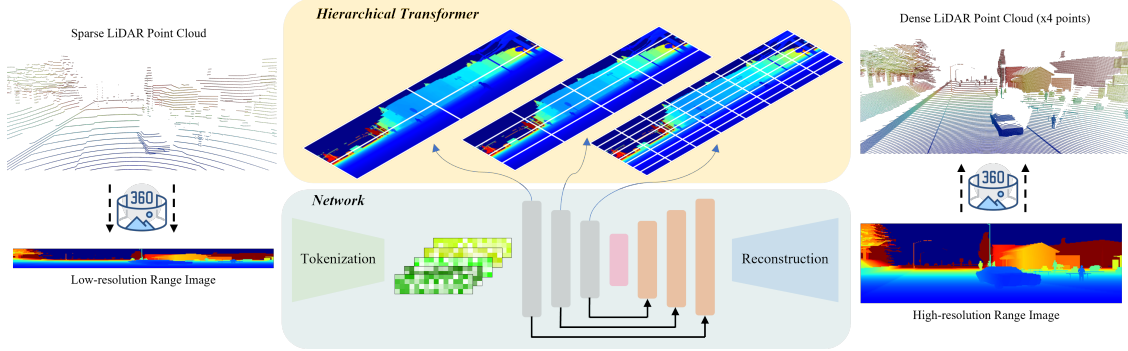 Sparse LiDAR Point Cloud
360
Low-resolution Range Image
Hierarchical Transformer
Network
Tokenization
Reconstruction
Dense LiDAR Point Cloud (x4 points)
360
High-resolution Range Image